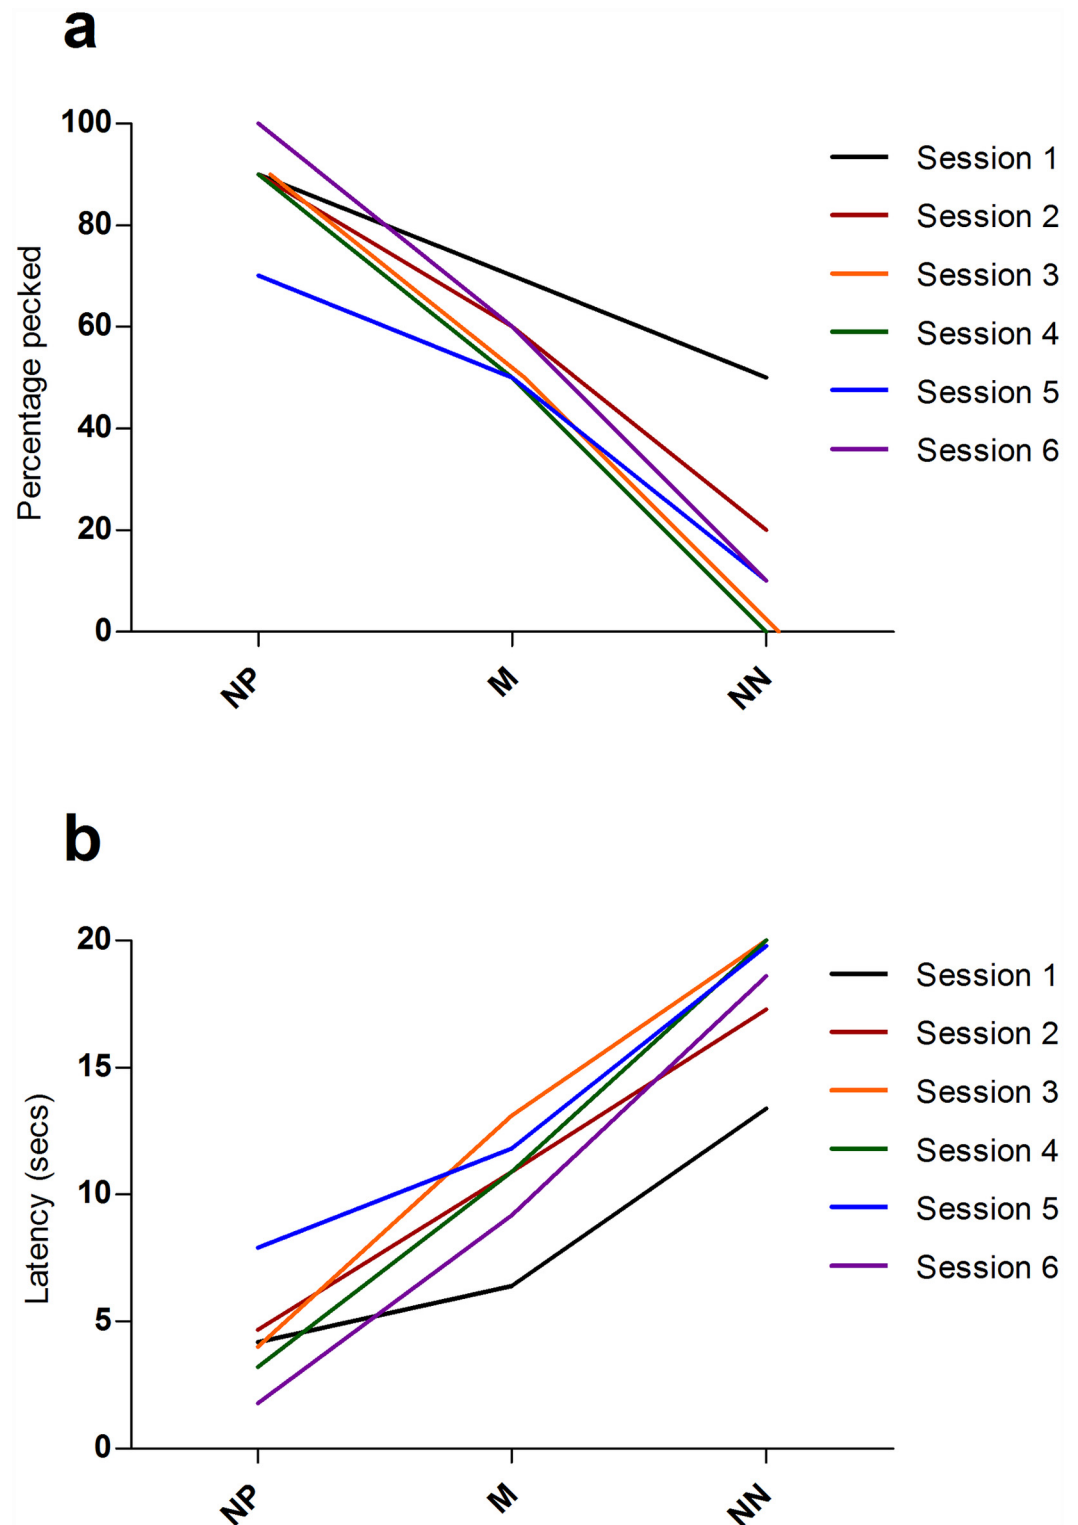 a
100
80
60
40
20
0
Percentage pecked
NP
M
NN
Session 1
Session 2
Session 3
Session 4
Session 5
Session 6
b
20
15
10
5
0
Latency (secs)
NP
M
NN
Session 1
Session 2
Session 3
Session 4
Session 5
Session 6